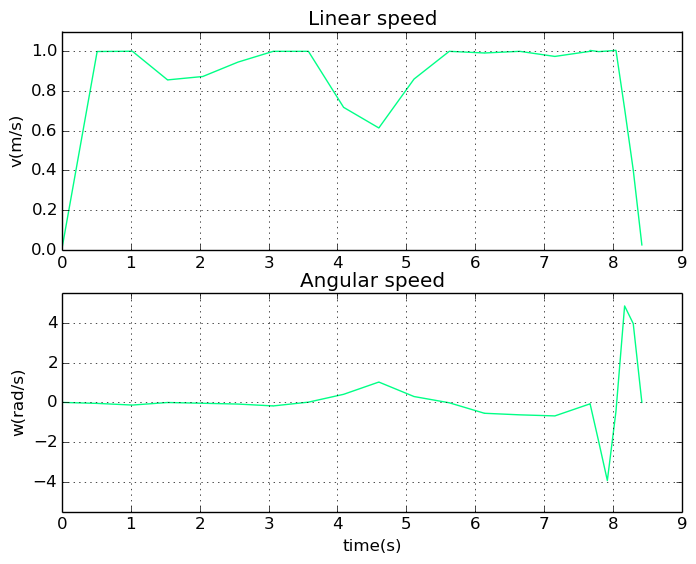 Linear speed
1.0
0.8
0.6
0.4
0.2
0.0
v(m/s)
0 1 2 3 4 5 6 7 8 9
Angular speed
4
2
0
−2
−4
w(rad/s)
0 1 2 3 4 5 6 7 8 9
time(s)